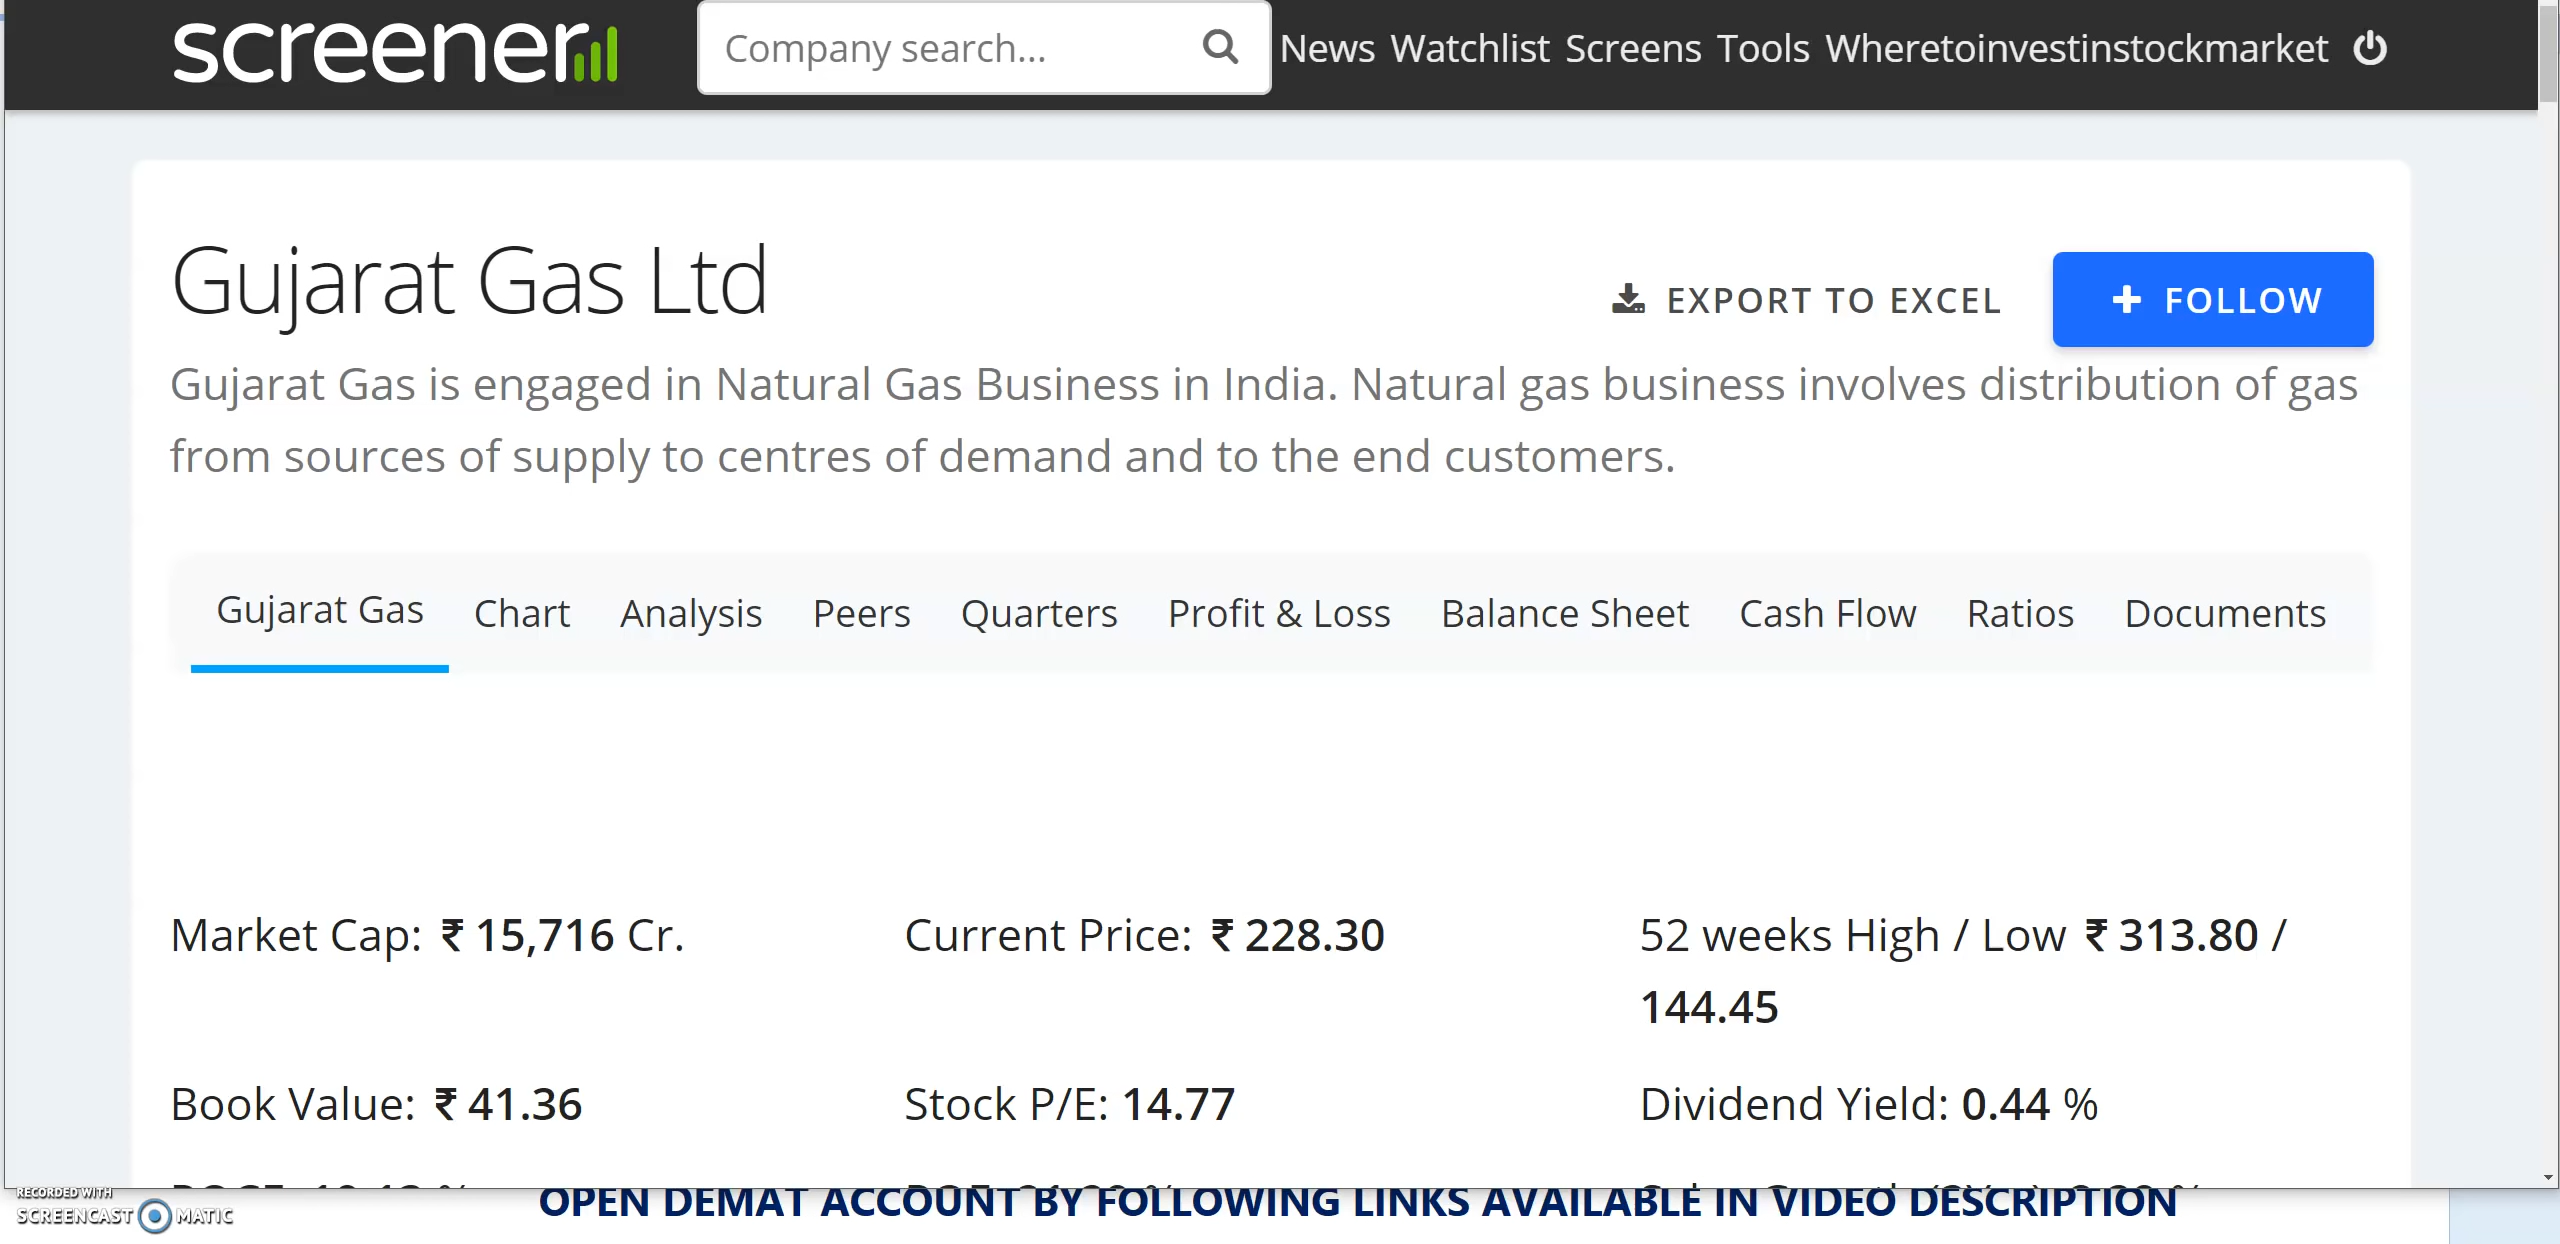 screener
Company search...
News Watchlist Screens Tools Wheretoinvestinstockmarket
Gujarat Gas Ltd
EXPORT TO EXCEL
FOLLOW
Gujarat Gas is engaged in Natural Gas Business in India. Natural gas business involves distribution of gas
from sources of supply to centres of demand and to the end customers.
Gujarat Gas Chart Analysis Peers Quarters Profit & Loss Balance Sheet Cash Flow Ratios Documents
Market Cap: ₹ 15,716 Cr.
Current Price: ₹ 228.30
52 weeks High / Low ₹ 313.80 /
144.45
Book Value: ₹ 41.36
Stock P/E: 14.77
Dividend Yield: 0.44 %
RECORDED WITH
SCREENCAST MATIC
OPEN DEMAT ACCOUNT BY FOLLOWING LINKS AVAILABLE IN VIDEO DESCRIPTION